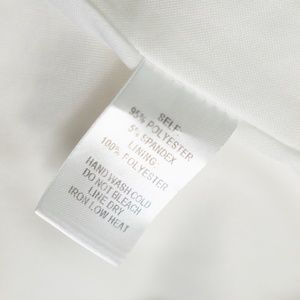 SELF:
95% POLYESTER
5% SPANDEX
LINING:
100% POLYESTER
HAND WASH COLD
DO NOT BLEACH
LINE DRY
IRON LOW HEAT